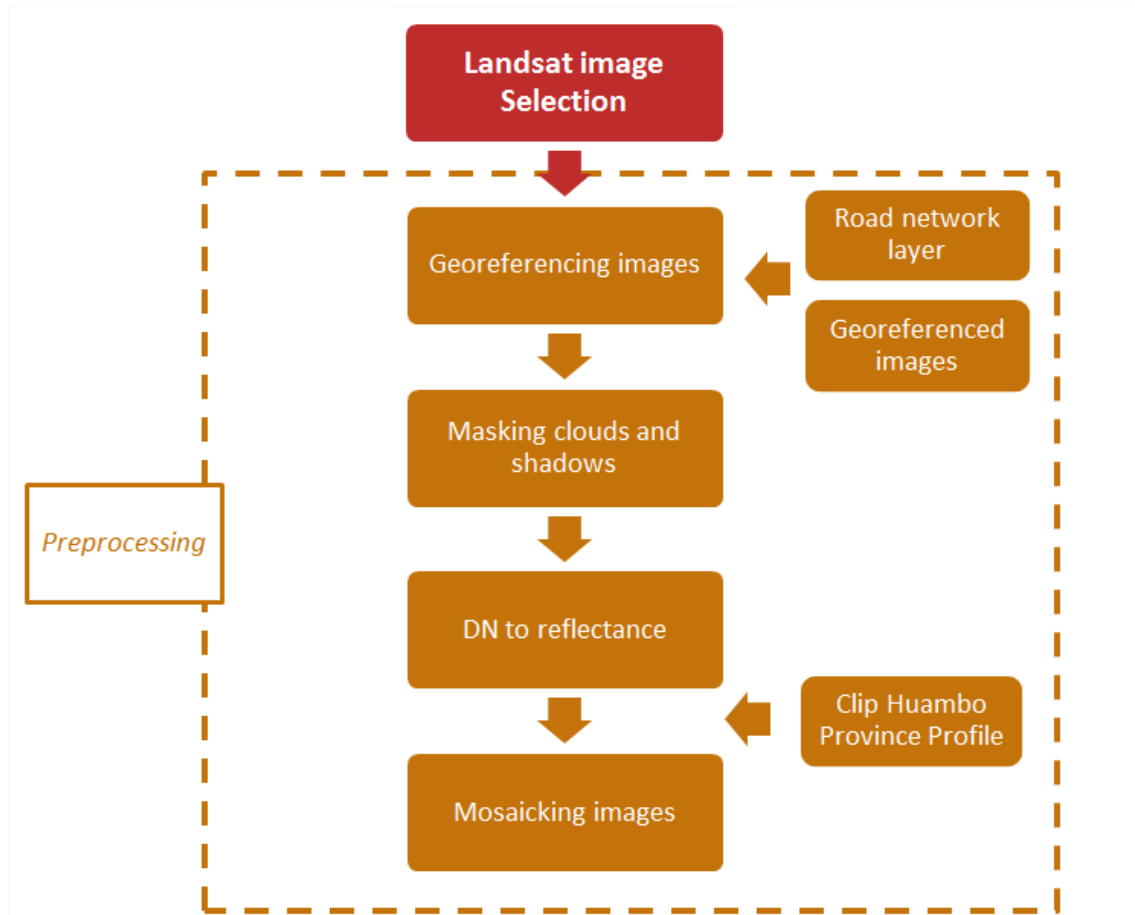 Landsat image
Selection
Georeferencing images
Road network
layer
Georeferenced
images
Masking clouds and
shadows
Preprocessing
DN to reflectance
Clip Huambo
Province Profile
Mosaicking images